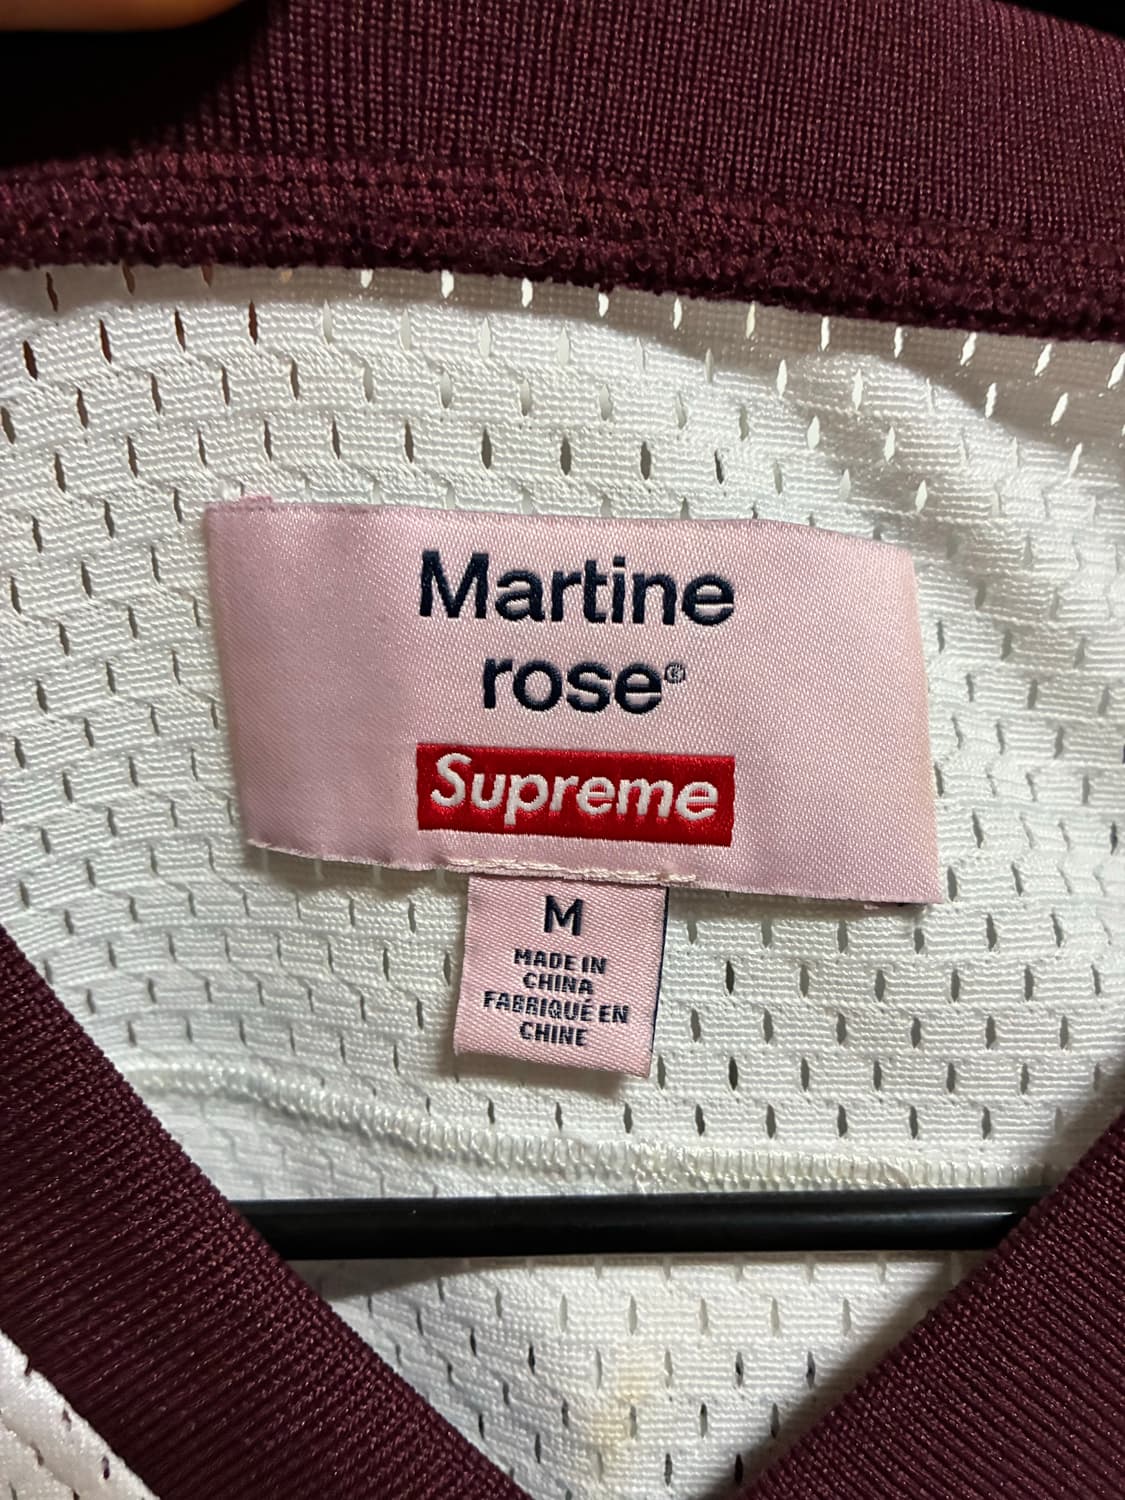 Martine
rose®
Supreme
M
MADE IN
CHINA
FABRIQUÉ EN
CHINE